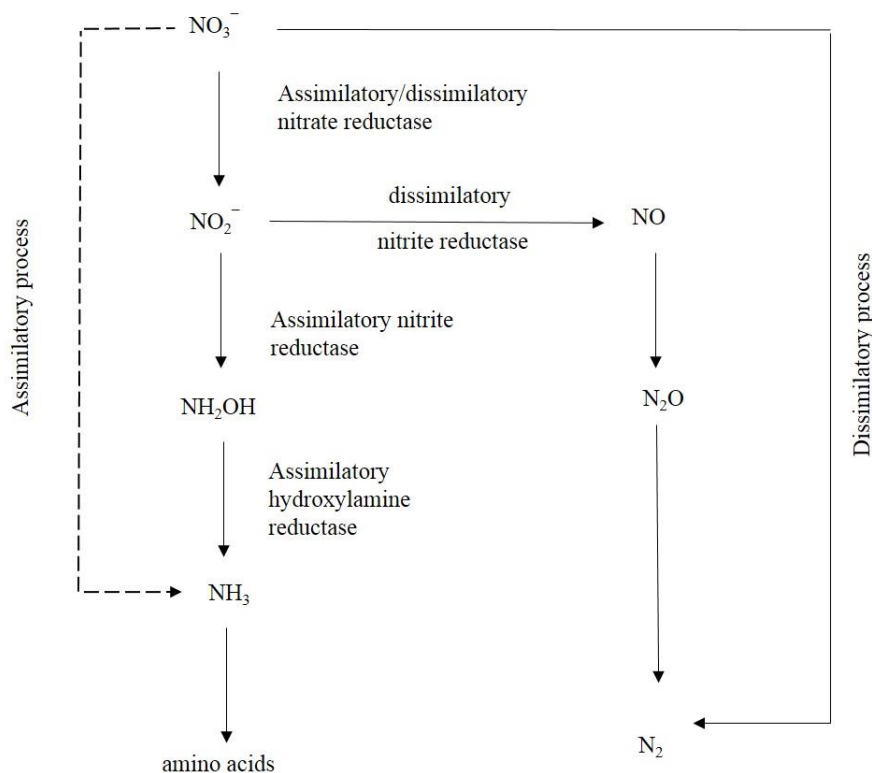 NO₃⁻
Assimilatory/dissimilatory
nitrate reductase
NO₂⁻
dissimilatory
nitrite reductase
NO
Assimilatory process
Dissimilatory process
Assimilatory nitrite
reductase
NH₂OH
N₂O
Assimilatory
hydroxylamine
reductase
NH₃
N₂
amino acids